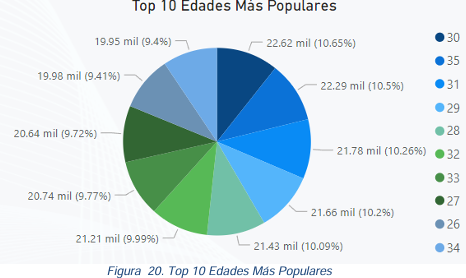 Top 10 Edades Más Populares
19.95 mil (9.4%)
22.62 mil (10.65%)
30
19.98 mil (9.41%)
35
22.29 mil (10.5%)
31
20.64 mil (9.72%)
29
21.78 mil (10.26%)
28
32
20.74 mil (9.77%)
33
21.66 mil (10.2%)
27
21.21 mil (9.99%)
21.43 mil (10.09%)
26
34
Figura 20. Top 10 Edades Más Populares